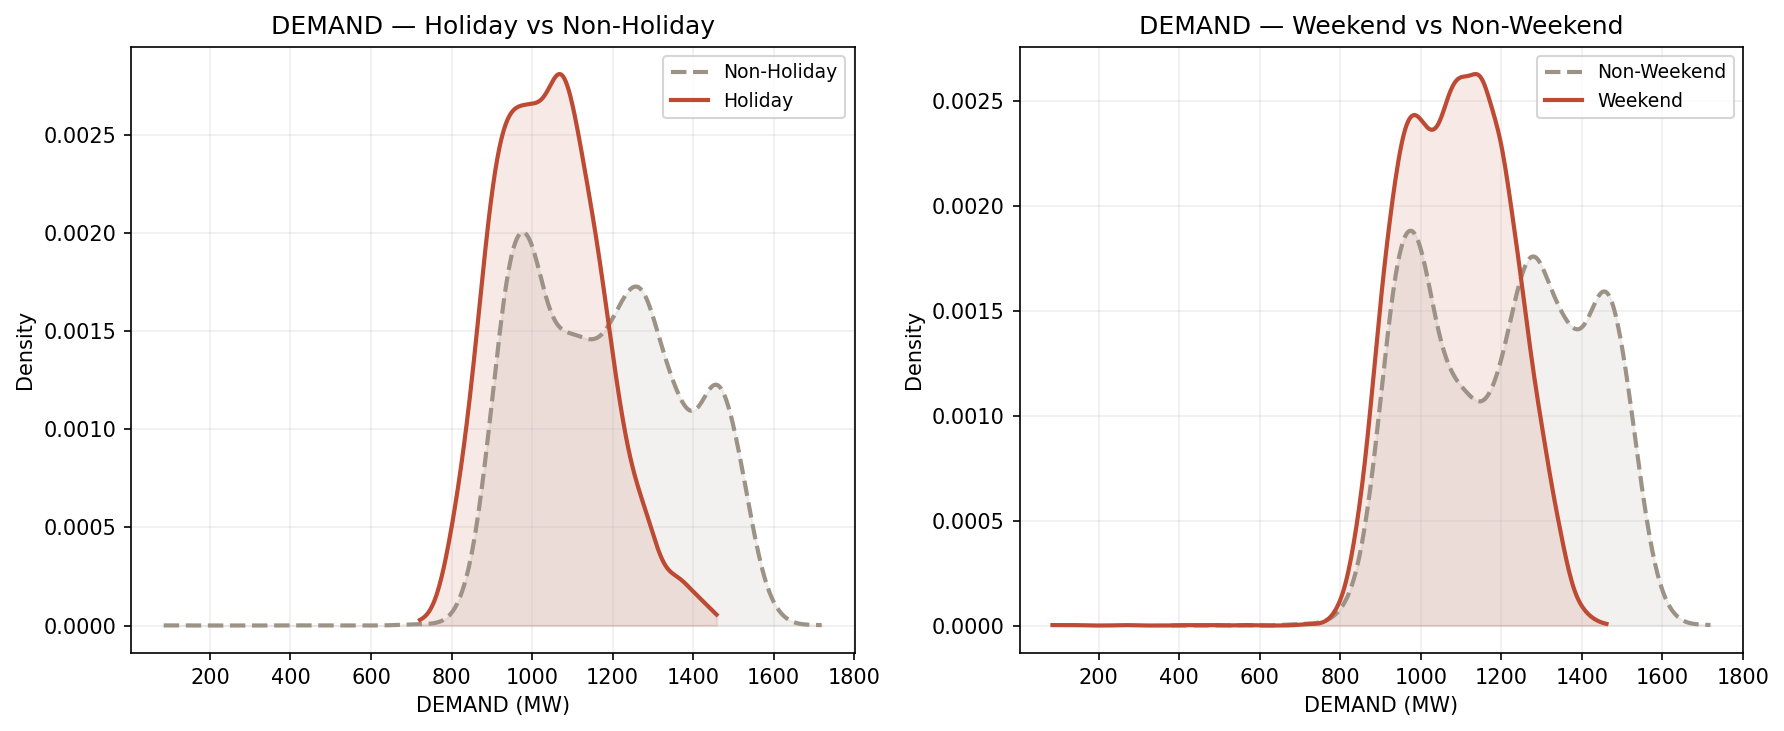 DEMAND — Holiday vs Non-Holiday
Non-Holiday
Holiday
Density
0.0025
0.0020
0.0015
0.0010
0.0005
0.0000
200 400 600 800 1000 1200 1400 1600 1800
DEMAND (MW)
DEMAND — Weekend vs Non-Weekend
Non-Weekend
Weekend
Density
0.0025
0.0020
0.0015
0.0010
0.0005
0.0000
200 400 600 800 1000 1200 1400 1600 1800
DEMAND (MW)